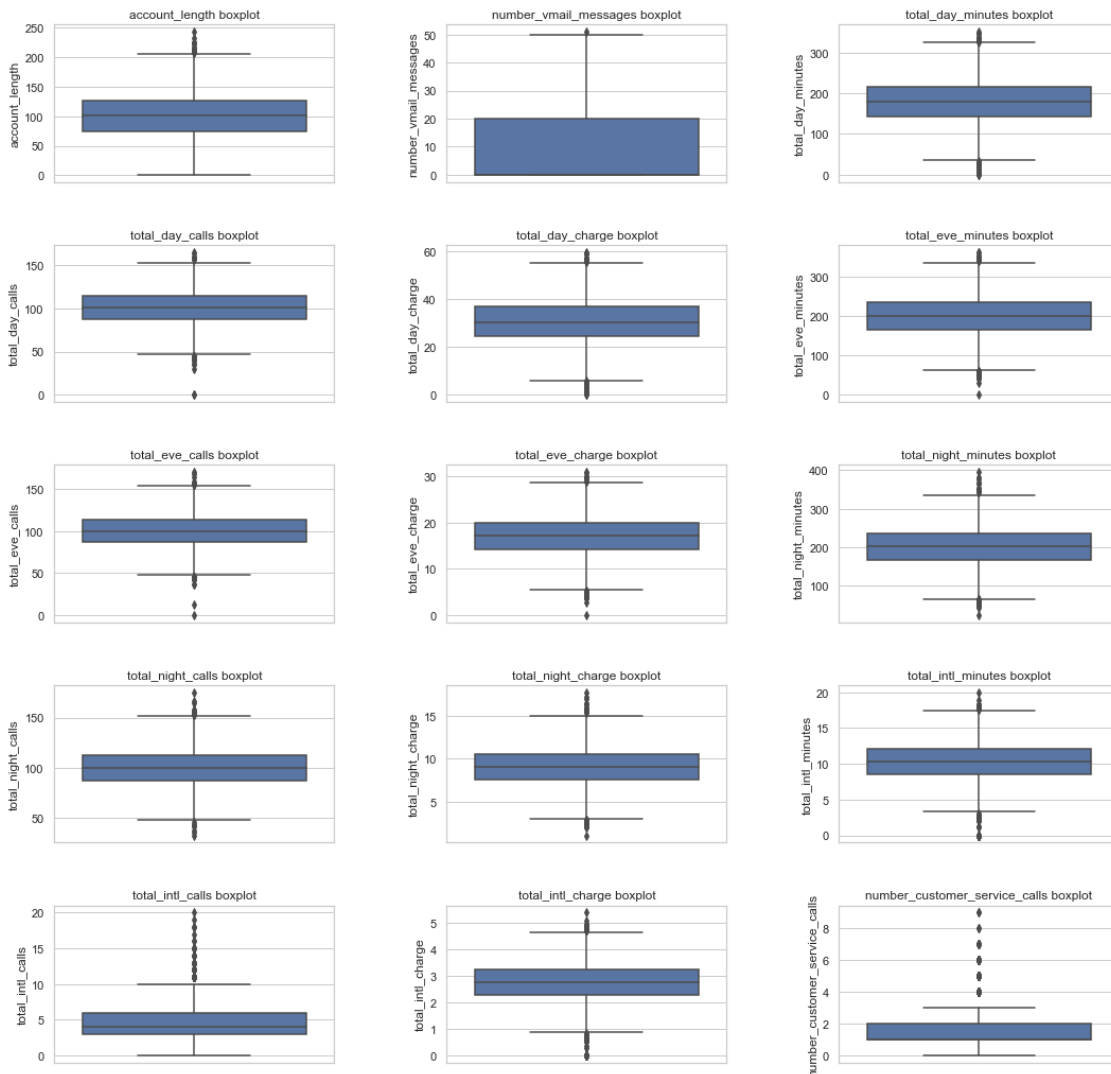 account_length boxplot
account_length
250
200
150
100
50
0
number_vmail_messages boxplot
number_vmail_messages
50
40
30
20
10
0
total_day_minutes boxplot
total_day_minutes
300
200
100
0
total_day_calls boxplot
total_day_calls
150
100
50
0
total_day_charge boxplot
total_day_charge
60
40
20
0
total_eve_minutes boxplot
total_eve_minutes
300
200
100
0
total_eve_calls boxplot
total_eve_calls
150
100
50
0
total_eve_charge boxplot
total_eve_charge
30
20
10
0
total_night_minutes boxplot
total_night_minutes
400
300
200
100
total_night_calls boxplot
total_night_calls
150
100
50
total_night_charge boxplot
total_night_charge
15
10
5
total_intl_minutes boxplot
total_intl_minutes
20
15
10
5
0
total_intl_calls boxplot
total_intl_calls
20
15
10
5
0
total_intl_charge boxplot
total_intl_charge
5
4
3
2
1
0
number_customer_service_calls boxplot
number_customer_service_calls
8
6
4
2
0